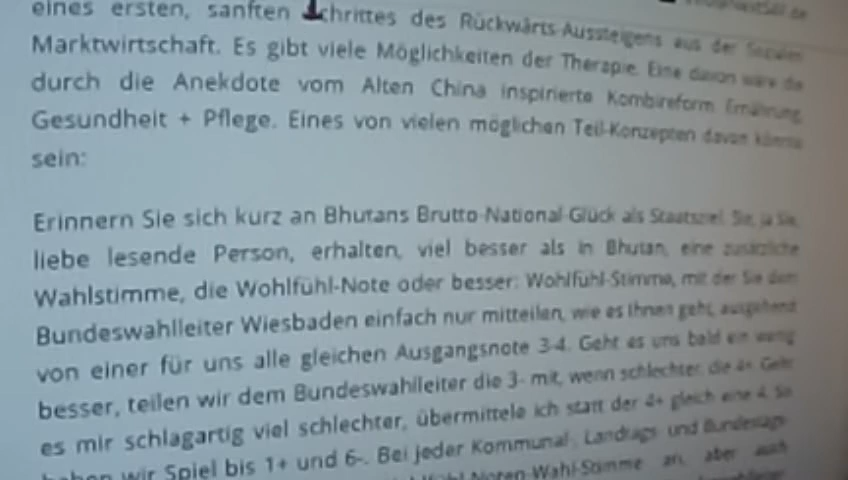 eines ersten, sanften Schrittes des Rückwärts-Aussteigens aus der Sozialen
Marktwirtschaft. Es gibt viele Möglichkeiten der Therapie. Eine davon wäre die
durch die Anekdote vom Alten China inspirierte Kombireform Ernährung,
Gesundheit + Pflege. Eines von vielen möglichen Teil-Konzepten davon könnte
sein:
Erinnern Sie sich kurz an Bhutans Brutto-National-Glück als Staatsziel. Sie, ja Sie,
liebe lesende Person, erhalten, viel besser als in Bhutan, eine zusätzliche
Wahlstimme, die Wohlfühl-Note oder besser: Wohlfühl-Stimme, mit der Sie dem
Bundeswahlleiter Wiesbaden einfach nur mitteilen, wie es Ihnen geht, ausgehend
von einer für uns alle gleichen Ausgangsnote 3-4. Geht es uns bald ein wenig
besser, teilen wir dem Bundeswahlleiter die 3- mit, wenn schlechter, die 4+. Geht
es mir schlagartig viel schlechter, übermittele ich statt der 4+ gleich eine 4. So
haben wir Spiel bis 1+ und 6-. Bei jeder Kommunal-, Landtags- und Bundestags-
Noten-Wahl-Stimme an, aber auch